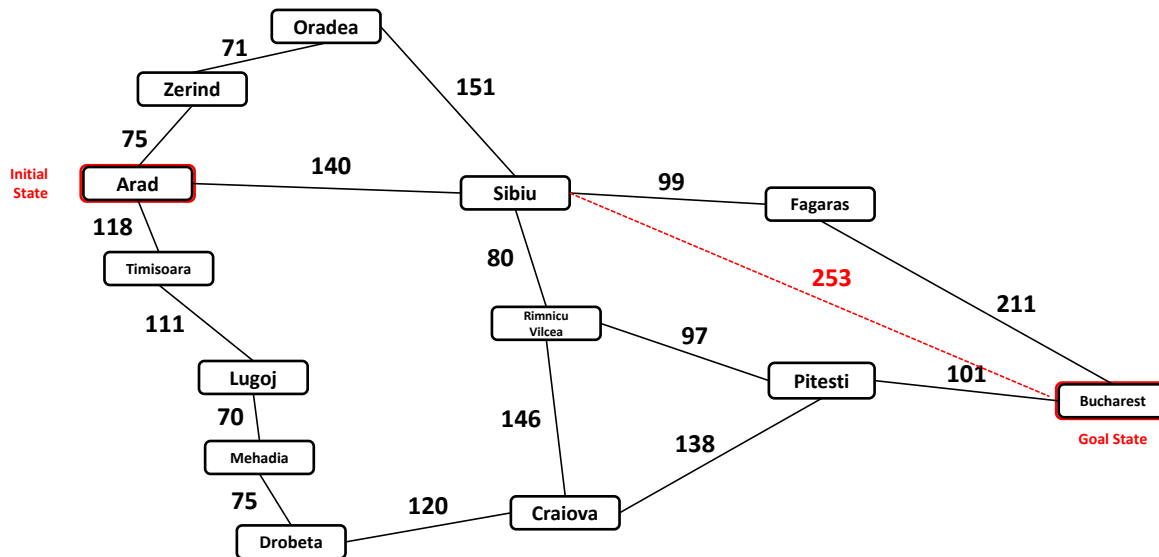 Oradea
71
Zerind
151
75
Initial
State
Arad
140
Sibiu
99
Fagaras
118
Timisoara
80
253
211
111
Rimnicu
Vilcea
97
Lugoj
Pitesti
101
Bucharest
70
146
138
Goal State
Mehadia
75
120
Craiova
Drobeta